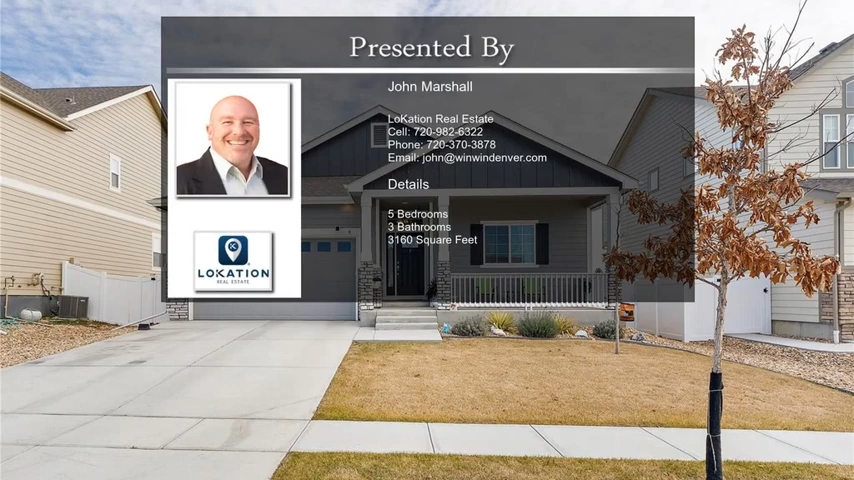 Presented By
John Marshall
LoKation Real Estate
Cell: 720-982-6322
Phone: 720-370-3878
Email: john@winwindenver.com
Details
5 Bedrooms
3 Bathrooms
3160 Square Feet
LOKATION
REAL ESTATE